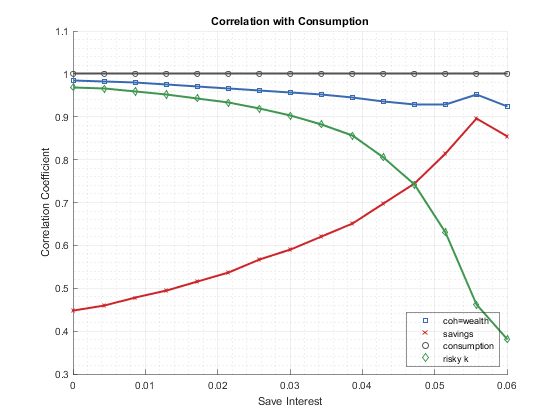 Correlation with Consumption
1.1
1
0.9
0.8
0.7
0.6
0.5
0.4
0.3
Correlation Coefficient
0 0.01 0.02 0.03 0.04 0.05 0.06
Save Interest
coh=wealth
savings
consumption
risky k